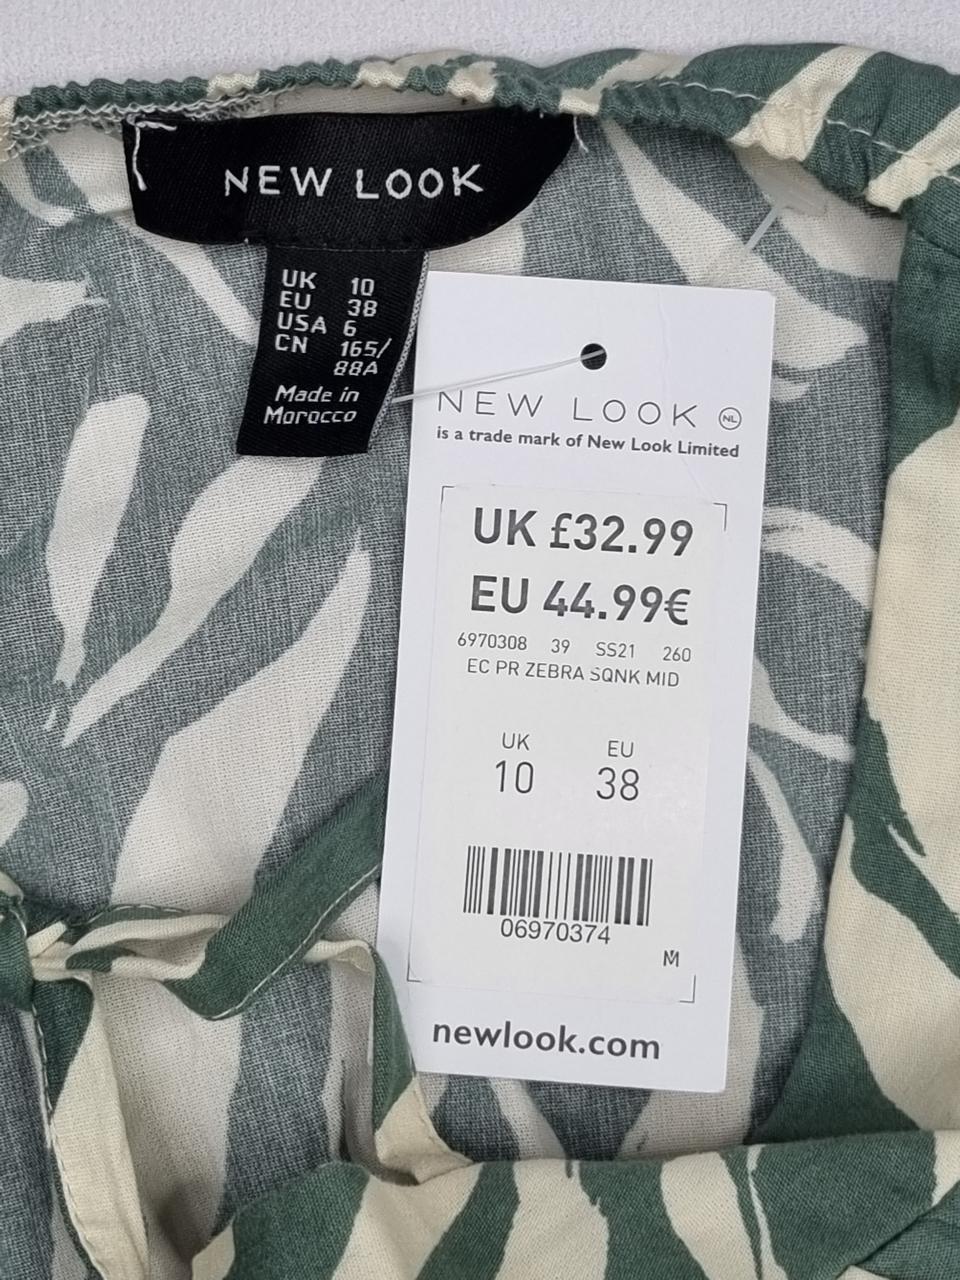 NEW LOOK
UK 10
EU 38
USA 6
CN 165/
88A
Made in
Morocco
NEW LOOK NL
is a trade mark of New Look Limited
UK £32.99
EU 44.99€
6970308 39 SS21 260
EC PR ZEBRA SQNK MID
UK EU
10 38
06970374
M
newlook.com